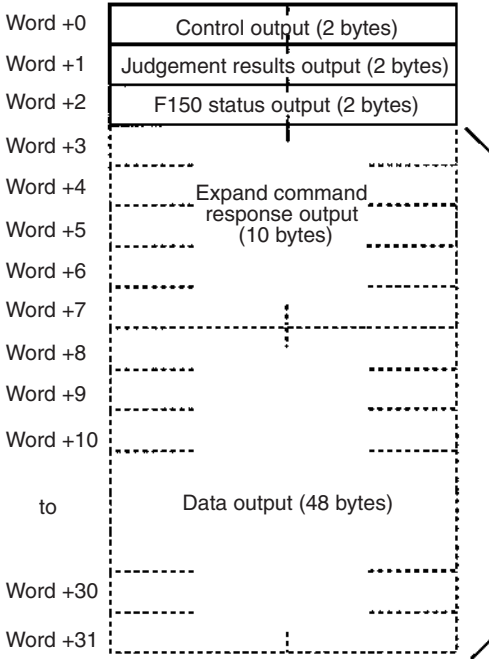 Word +0 Control output (2 bytes)
Word +1 Judgement results output (2 bytes)
Word +2 F150 status output (2 bytes)
Word +3
Word +4 Expand command
response output
Word +5 (10 bytes)
Word +6
Word +7
Word +8
Word +9
Word +10
to Data output (48 bytes)
Word +30
Word +31